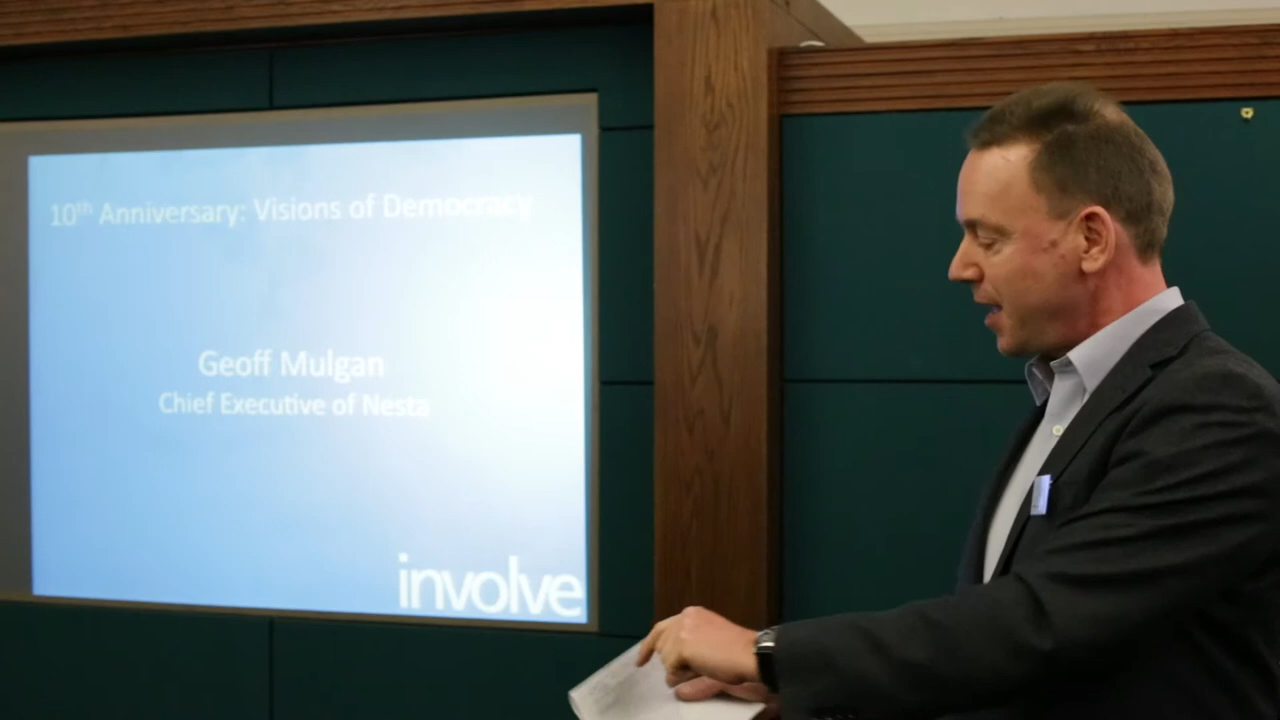 10th Anniversary: Visions of Democracy
Geoff Mulgan
Chief Executive of Nesta
involve